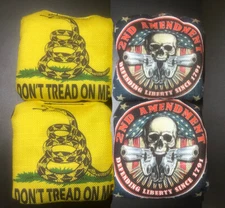 DON'T TREAD ON ME
2ND AMENDMENT
DEFENDING LIBERTY SINCE 1791
DON'T TREAD ON ME
2ND AMENDMENT
DEFENDING LIBERTY SINCE 1791